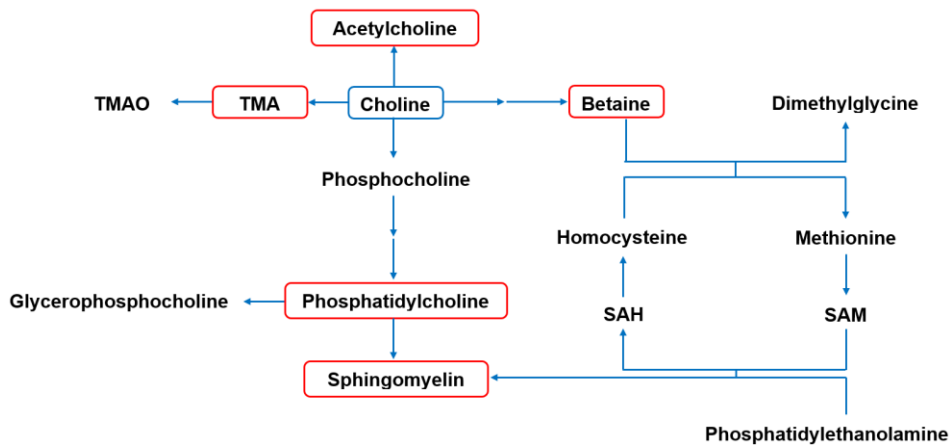 Acetylcholine
TMAO
TMA
Choline
Betaine
Dimethylglycine
Phosphocholine
Homocysteine
Methionine
Glycerophosphocholine
Phosphatidylcholine
SAH
SAM
Sphingomyelin
Phosphatidylethanolamine